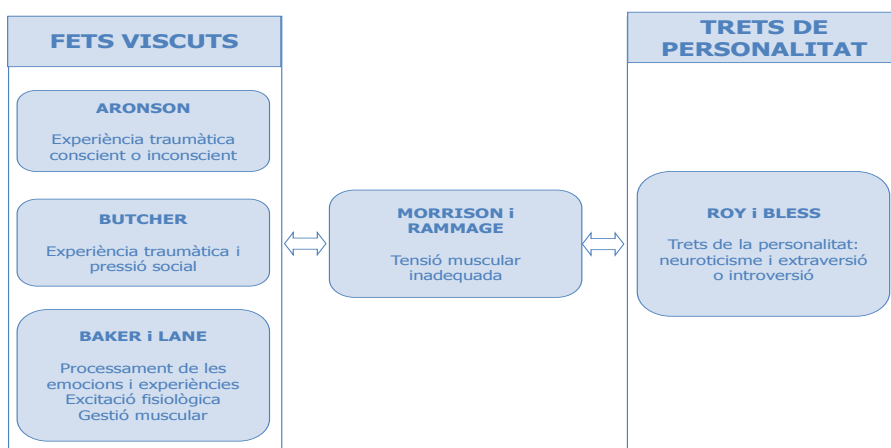 FETS VISCUTS
ARONSON
Experiència traumàtica
conscient o inconscient
BUTCHER
Experiència traumàtica i
pressió social
BAKER i LANE
Processament de les
emocions i experiències
Excitació fisiològica
Gestió muscular
MORRISON i
RAMMAGE
Tensió muscular
inadequada
TRETS DE
PERSONALITAT
ROY i BLESS
Trets de la personalitat:
neuroticisme i extraversió
o introversió